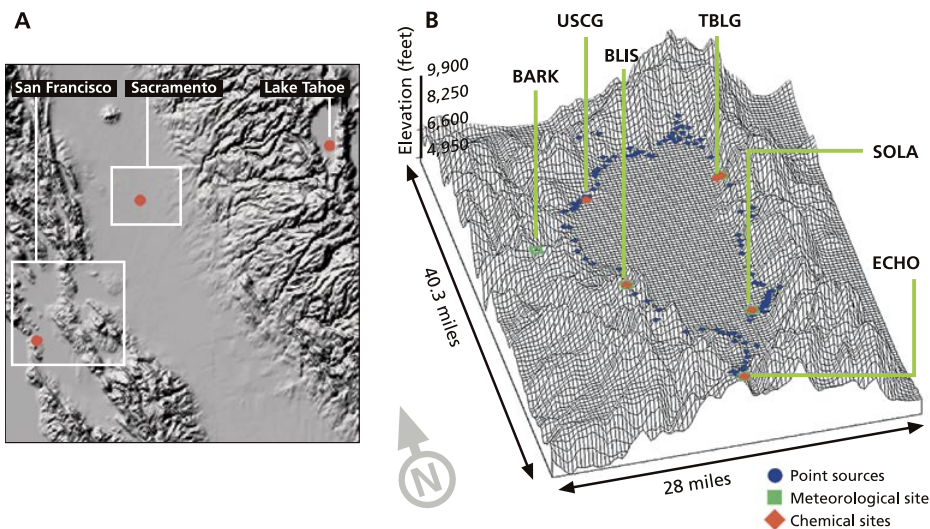 A
San Francisco
Sacramento
Lake Tahoe
B
USCG
TBLG
BLIS
BARK
SOLA
ECHO
Elevation (feet)
9,900
8,250
6,600
4,950
40.3 miles
28 miles
N
Point sources
Meteorological site
Chemical sites